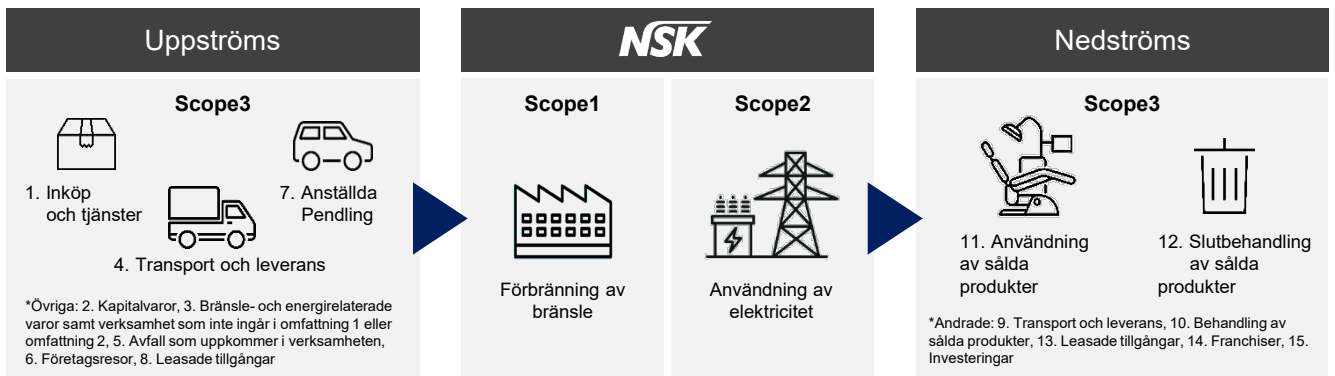 Uppströms
Scope3
1. Inköp
och tjänster
7. Anställda
Pendling
4. Transport och leverans
*Övriga: 2. Kapitalvaror, 3. Bränsle- och energirelaterade
varor samt verksamhet som inte ingår i omfattning 1 eller
omfattning 2, 5. Avfall som uppkommer i verksamheten,
6. Företagsresor, 8. Leasade tillgångar
NSK
Scope1
Förbränning av
bränsle
Scope2
Användning av
elektricitet
Nedströms
Scope3
11. Användning
av sålda
produkter
12. Slutbehandling
av sålda
produkter
*Andrade: 9. Transport och leverans, 10. Behandling av
sålda produkter, 13. Leasade tillgångar, 14. Franchiser, 15.
Investeringar